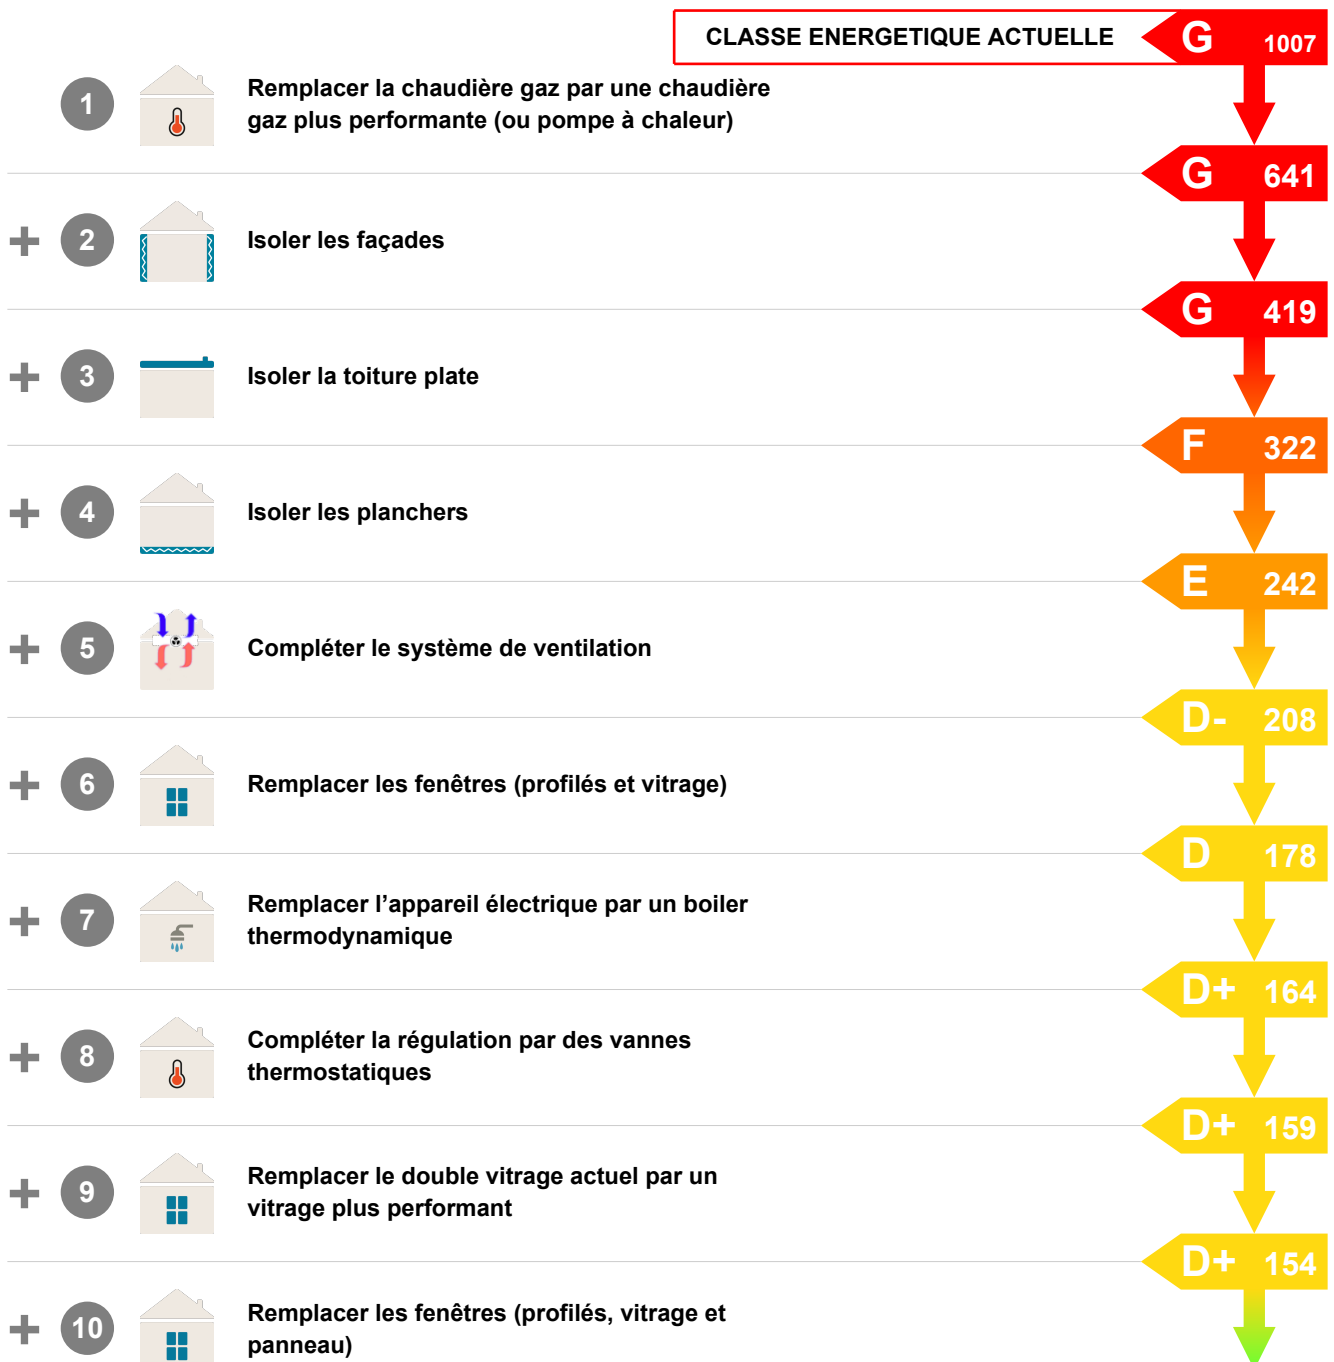 CLASSE ENERGETIQUE ACTUELLE G 1007
1 Remplacer la chaudière gaz par une chaudière
gaz plus performante (ou pompe à chaleur)
G 641
+ 2 Isoler les façades
G 419
+ 3 Isoler la toiture plate
F 322
+ 4 Isoler les planchers
E 242
+ 5 Compléter le système de ventilation
D- 208
+ 6 Remplacer les fenêtres (profilés et vitrage)
D 178
+ 7 Remplacer l’appareil électrique par un boiler
thermodynamique
D+ 164
+ 8 Compléter la régulation par des vannes
thermostatiques
D+ 159
+ 9 Remplacer le double vitrage actuel par un
vitrage plus performant
D+ 154
+ 10 Remplacer les fenêtres (profilés, vitrage et
panneau)